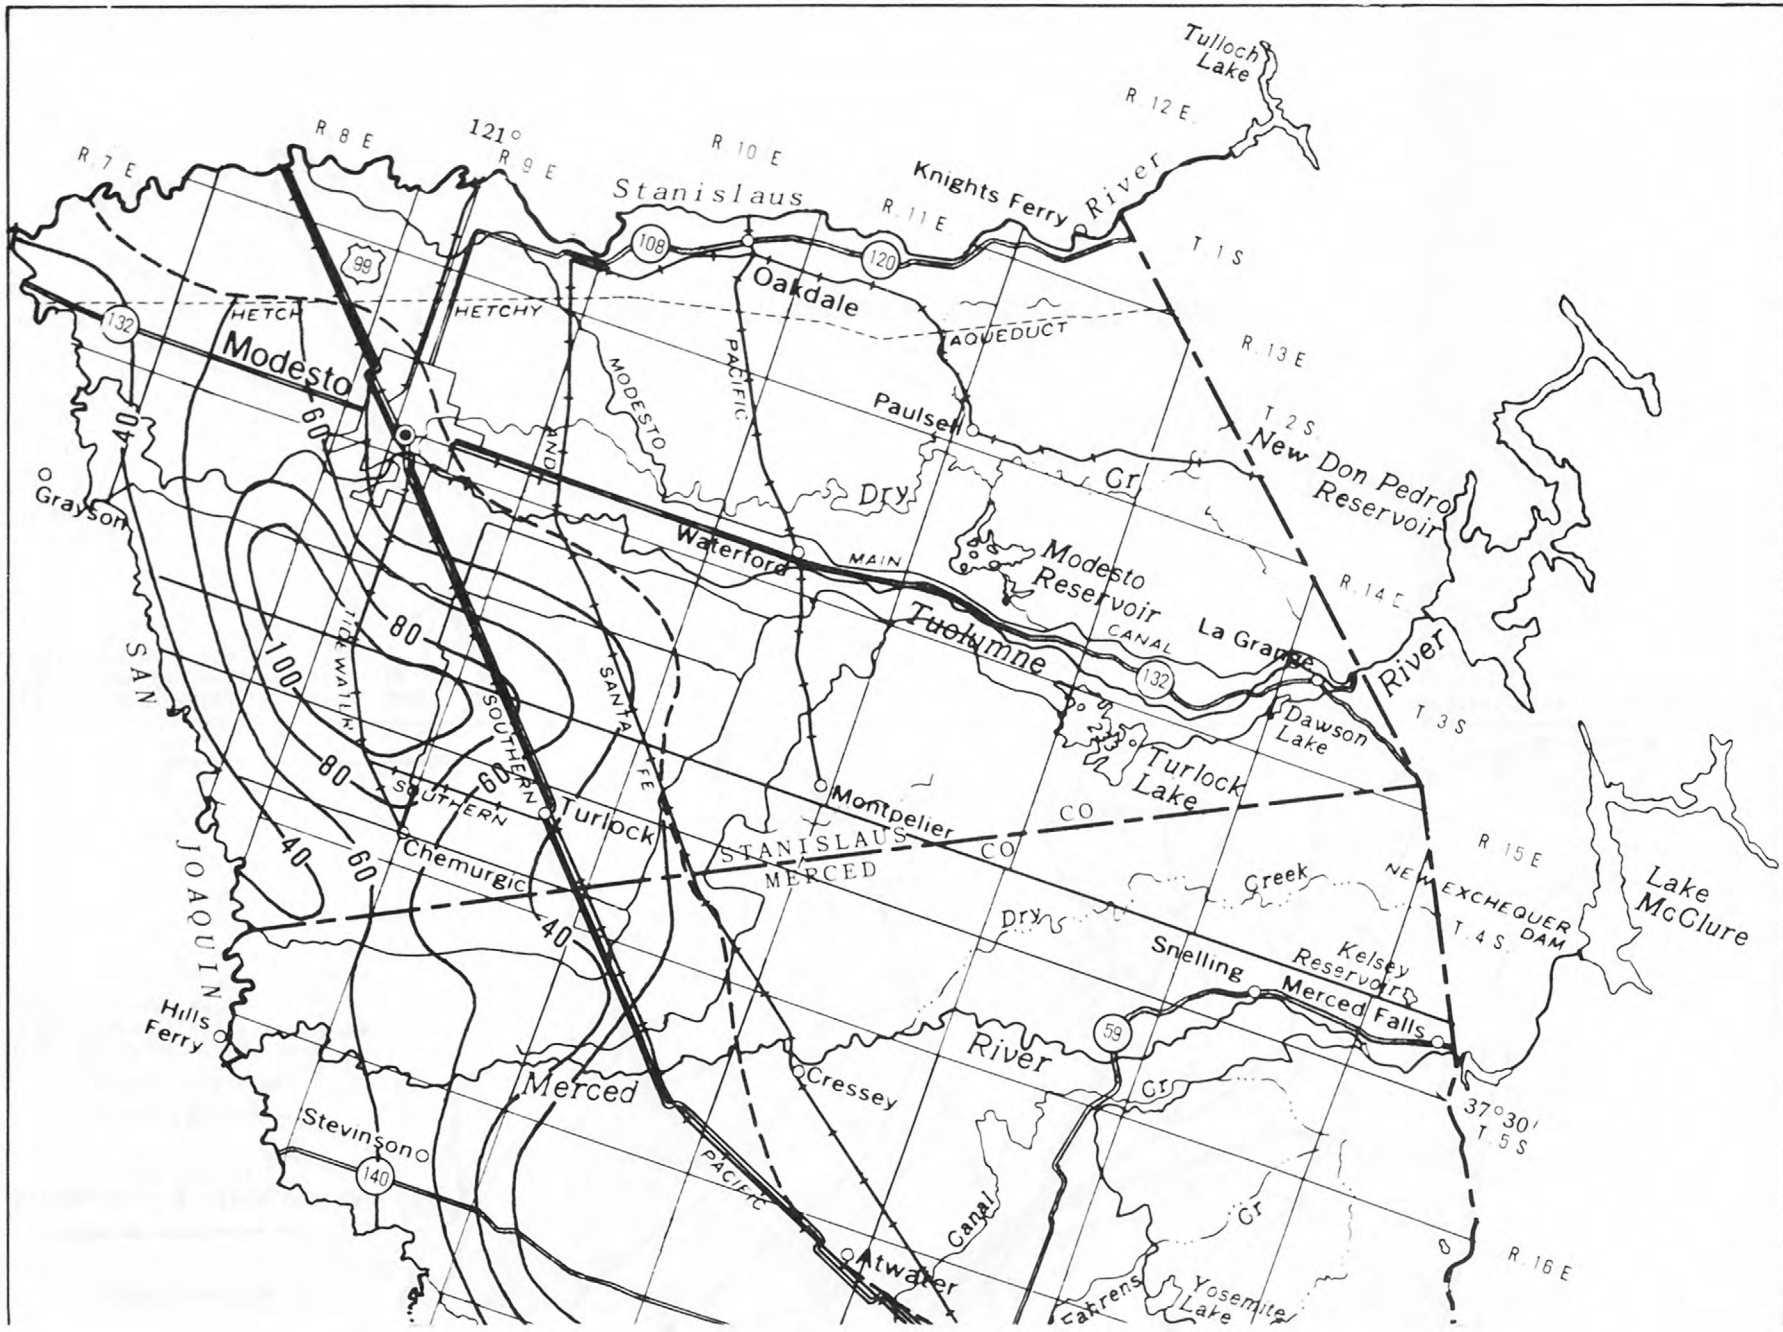 Tulloch
Lake
R. 12 E.
R. 7 E
R. 8 E
121°
R. 9 E
R. 10 E
Stanislaus
R. 11 E
Knights Ferry
River
T. 1 S
99
108
120
Oakdale
132
HETCH
HETCHY
AQUEDUCT
Modesto
MODESTO
PACIFIC
R. 13 E
T. 2 S.
40
60
AND
Paulsell
Dry
Cr
New Don Pedro
Reservoir
Grayson
Waterford
MAIN
Modesto
Reservoir
R. 14 E.
CANAL
La Grange
Tuolumne
River
132
T. 3 S
SAN
80
100
TIDEWATER
SOUTHERN
SANTA
FE
Dawson
Lake
Turlock
Lake
80
SOUTHERN
60
Turlock
Montpelier
CO
STANISLAUS
CO
MERCED
40
60
Chemurgic
JOAQUIN
40
Dry
Creek
R. 15 E
NEW EXCHEQUER
DAM
Lake
McClure
T. 4 S.
Snelling
Kelsey
Reservoir
Merced Falls
Hills
Ferry
59
Merced
River
Cressey
Cr
37°30'
T. 5 S.
Stevinson
140
PACIFIC
Canal
Cr
Atwater
Yosemite
Lake
R. 16 E